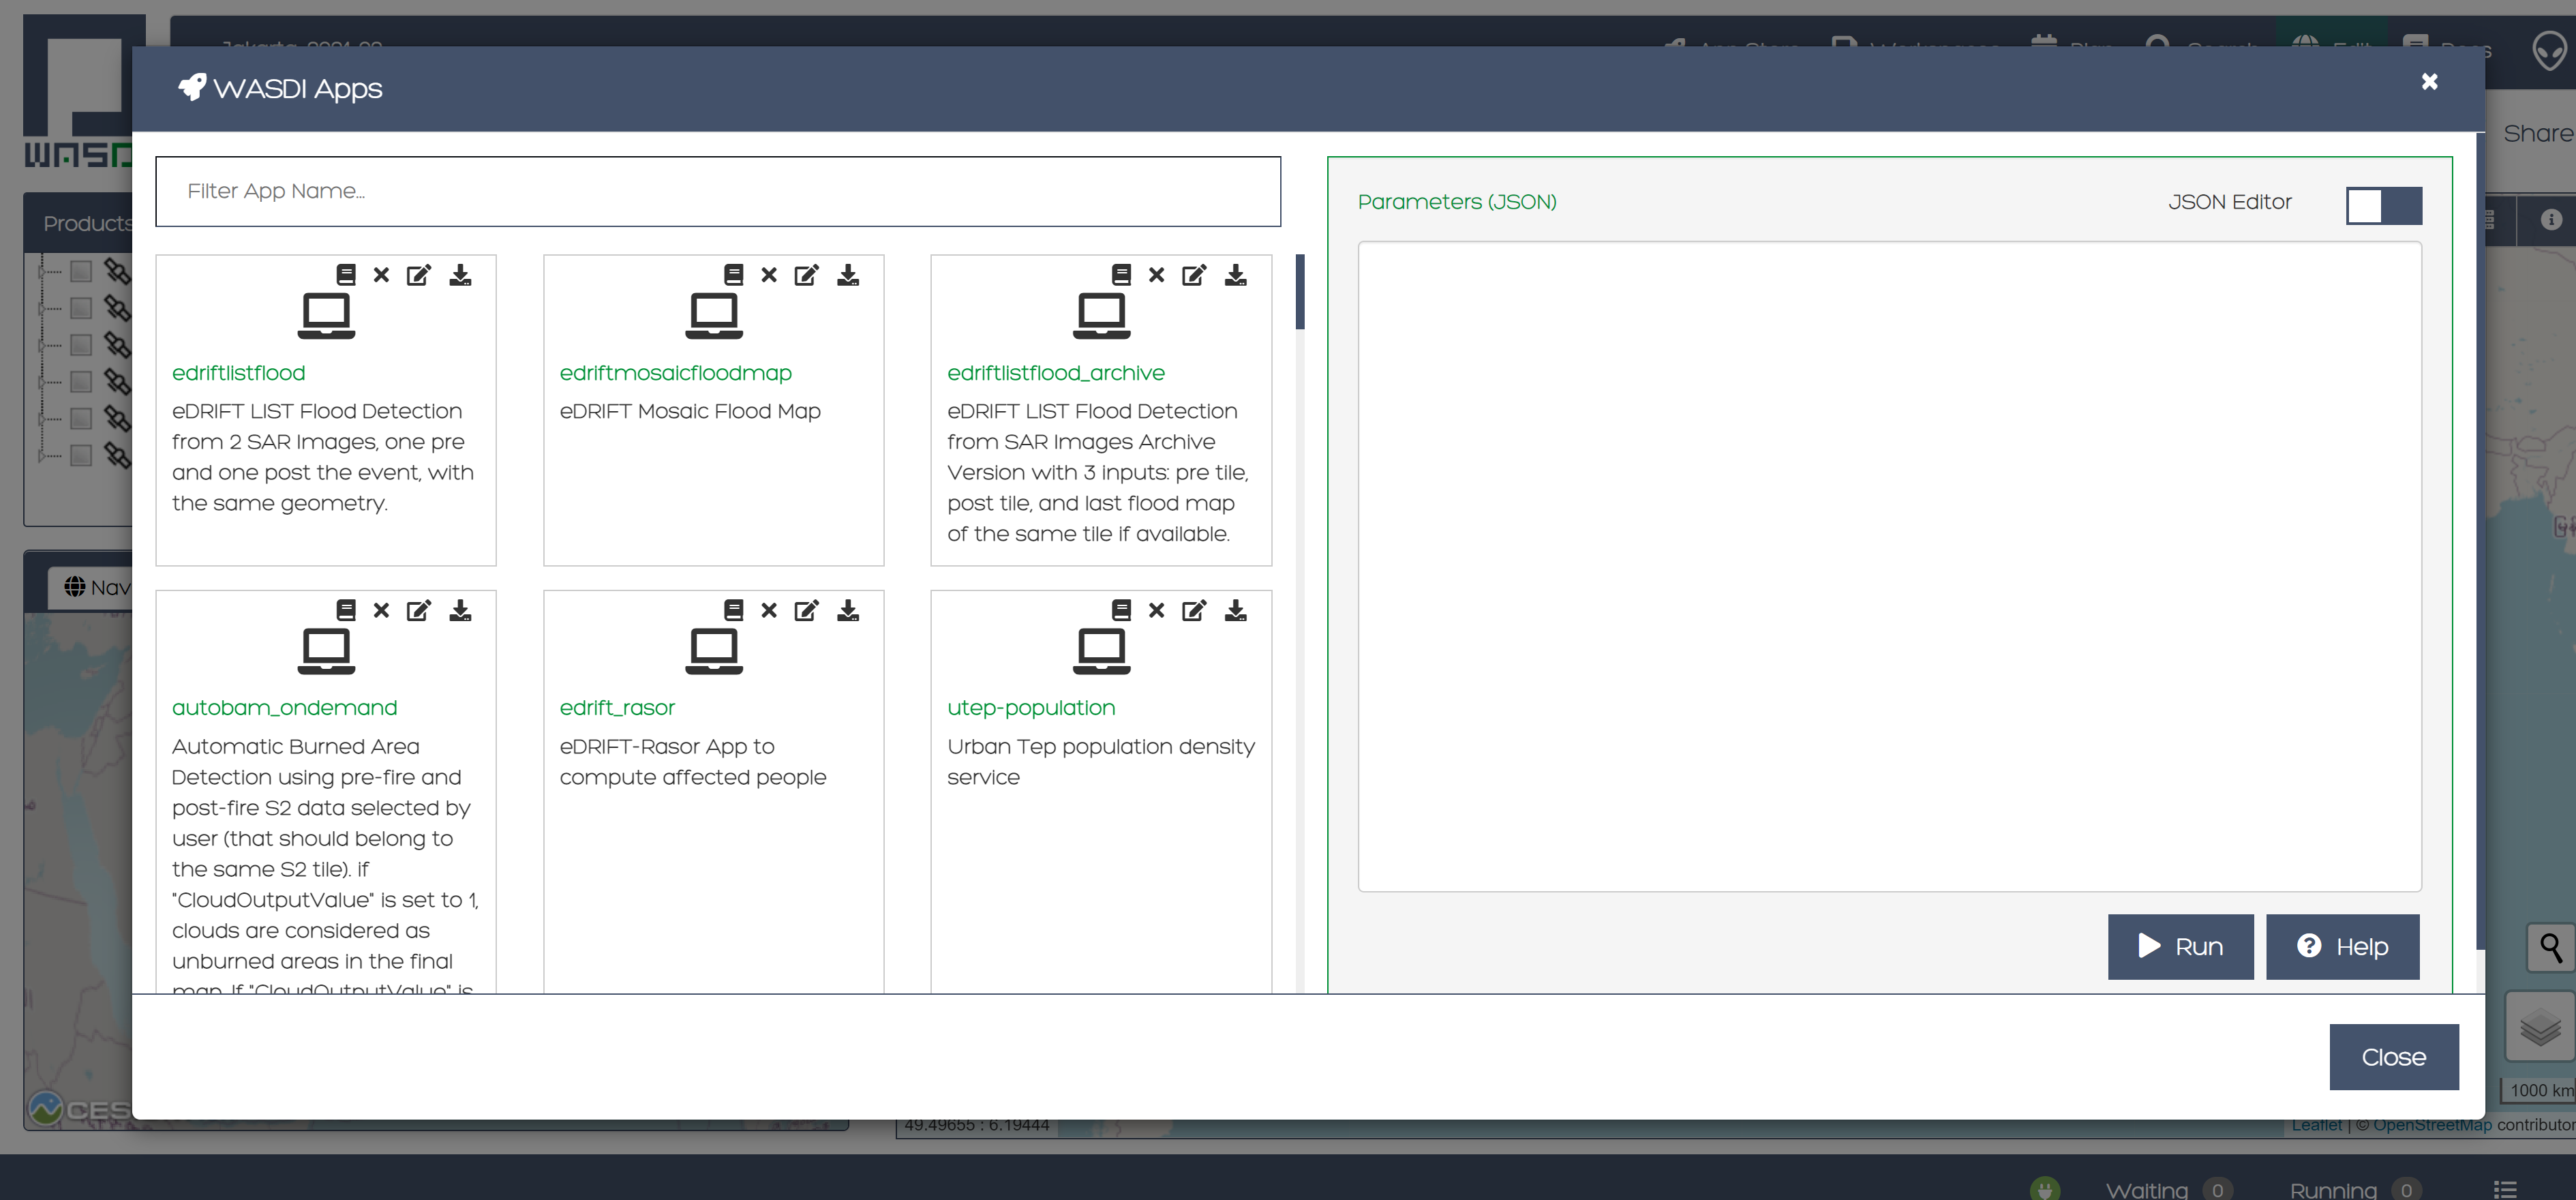 WASDI Apps
Share
Filter App Name...
Parameters (JSON)
JSON Editor
Products
edriftlistflood
eDRIFT LIST Flood Detection
from 2 SAR Images, one pre
and one post the event, with
the same geometry.
edriftmosaicfloodmap
eDRIFT Mosaic Flood Map
edriftlistflood_archive
eDRIFT LIST Flood Detection
from SAR Images Archive
Version with 3 inputs: pre tile,
post tile, and last flood map
of the same tile if available.
Nav
autobam_ondemand
Automatic Burned Area
Detection using pre-fire and
post-fire S2 data selected by
user (that should belong to
the same S2 tile). if
"CloudOutputValue" is set to 1,
clouds are considered as
unburned areas in the final
map. If "CloudOutputValue" is
edrift_rasor
eDRIFT-Rasor App to
compute affected people
utep-population
Urban Tep population density
service
Run
Help
Close
1000 km
CES
49.49655 : 6.19444
Leaflet | © OpenStreetMap contributor
Waiting 0
Running 0